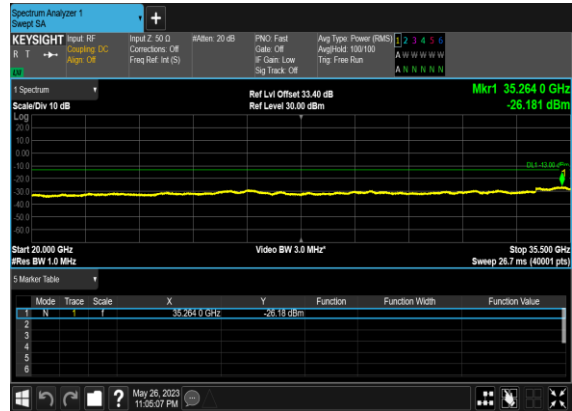 Spectrum Analyzer 1
Swept SA
+
KEYSIGHT Input: RF Input Z: 50 Ω #Atten: 20 dB PNO: Fast Avg Type: Power (RMS) 1 2 3 4 5 6
R T Coupling: DC Corrections: Off Gate: Off Avg|Hold: 100/100 A W W W W W
Align: Off Freq Ref: Int (S) IF Gain: Low Trig: Free Run
Sig Track: Off A N N N N N
1 Spectrum Ref Lvl Offset 33.40 dB Mkr1 35.264 0 GHz
Scale/Div 10 dB Ref Level 30.00 dBm -26.181 dBm
Log
20.0
10.0
0.00
-10.0 DL1 -13.00 dBm
-20.0
-30.0
-40.0
-50.0
-60.0
Start 20.000 GHz Video BW 3.0 MHz* Stop 35.500 GHz
#Res BW 1.0 MHz Sweep 26.7 ms (40001 pts)
5 Marker Table
Mode Trace Scale X Y Function Function Width Function Value
1 N 1 f 35.264 0 GHz -26.18 dBm
2
3
4
5
6
? May 26, 2023
11:05:07 PM